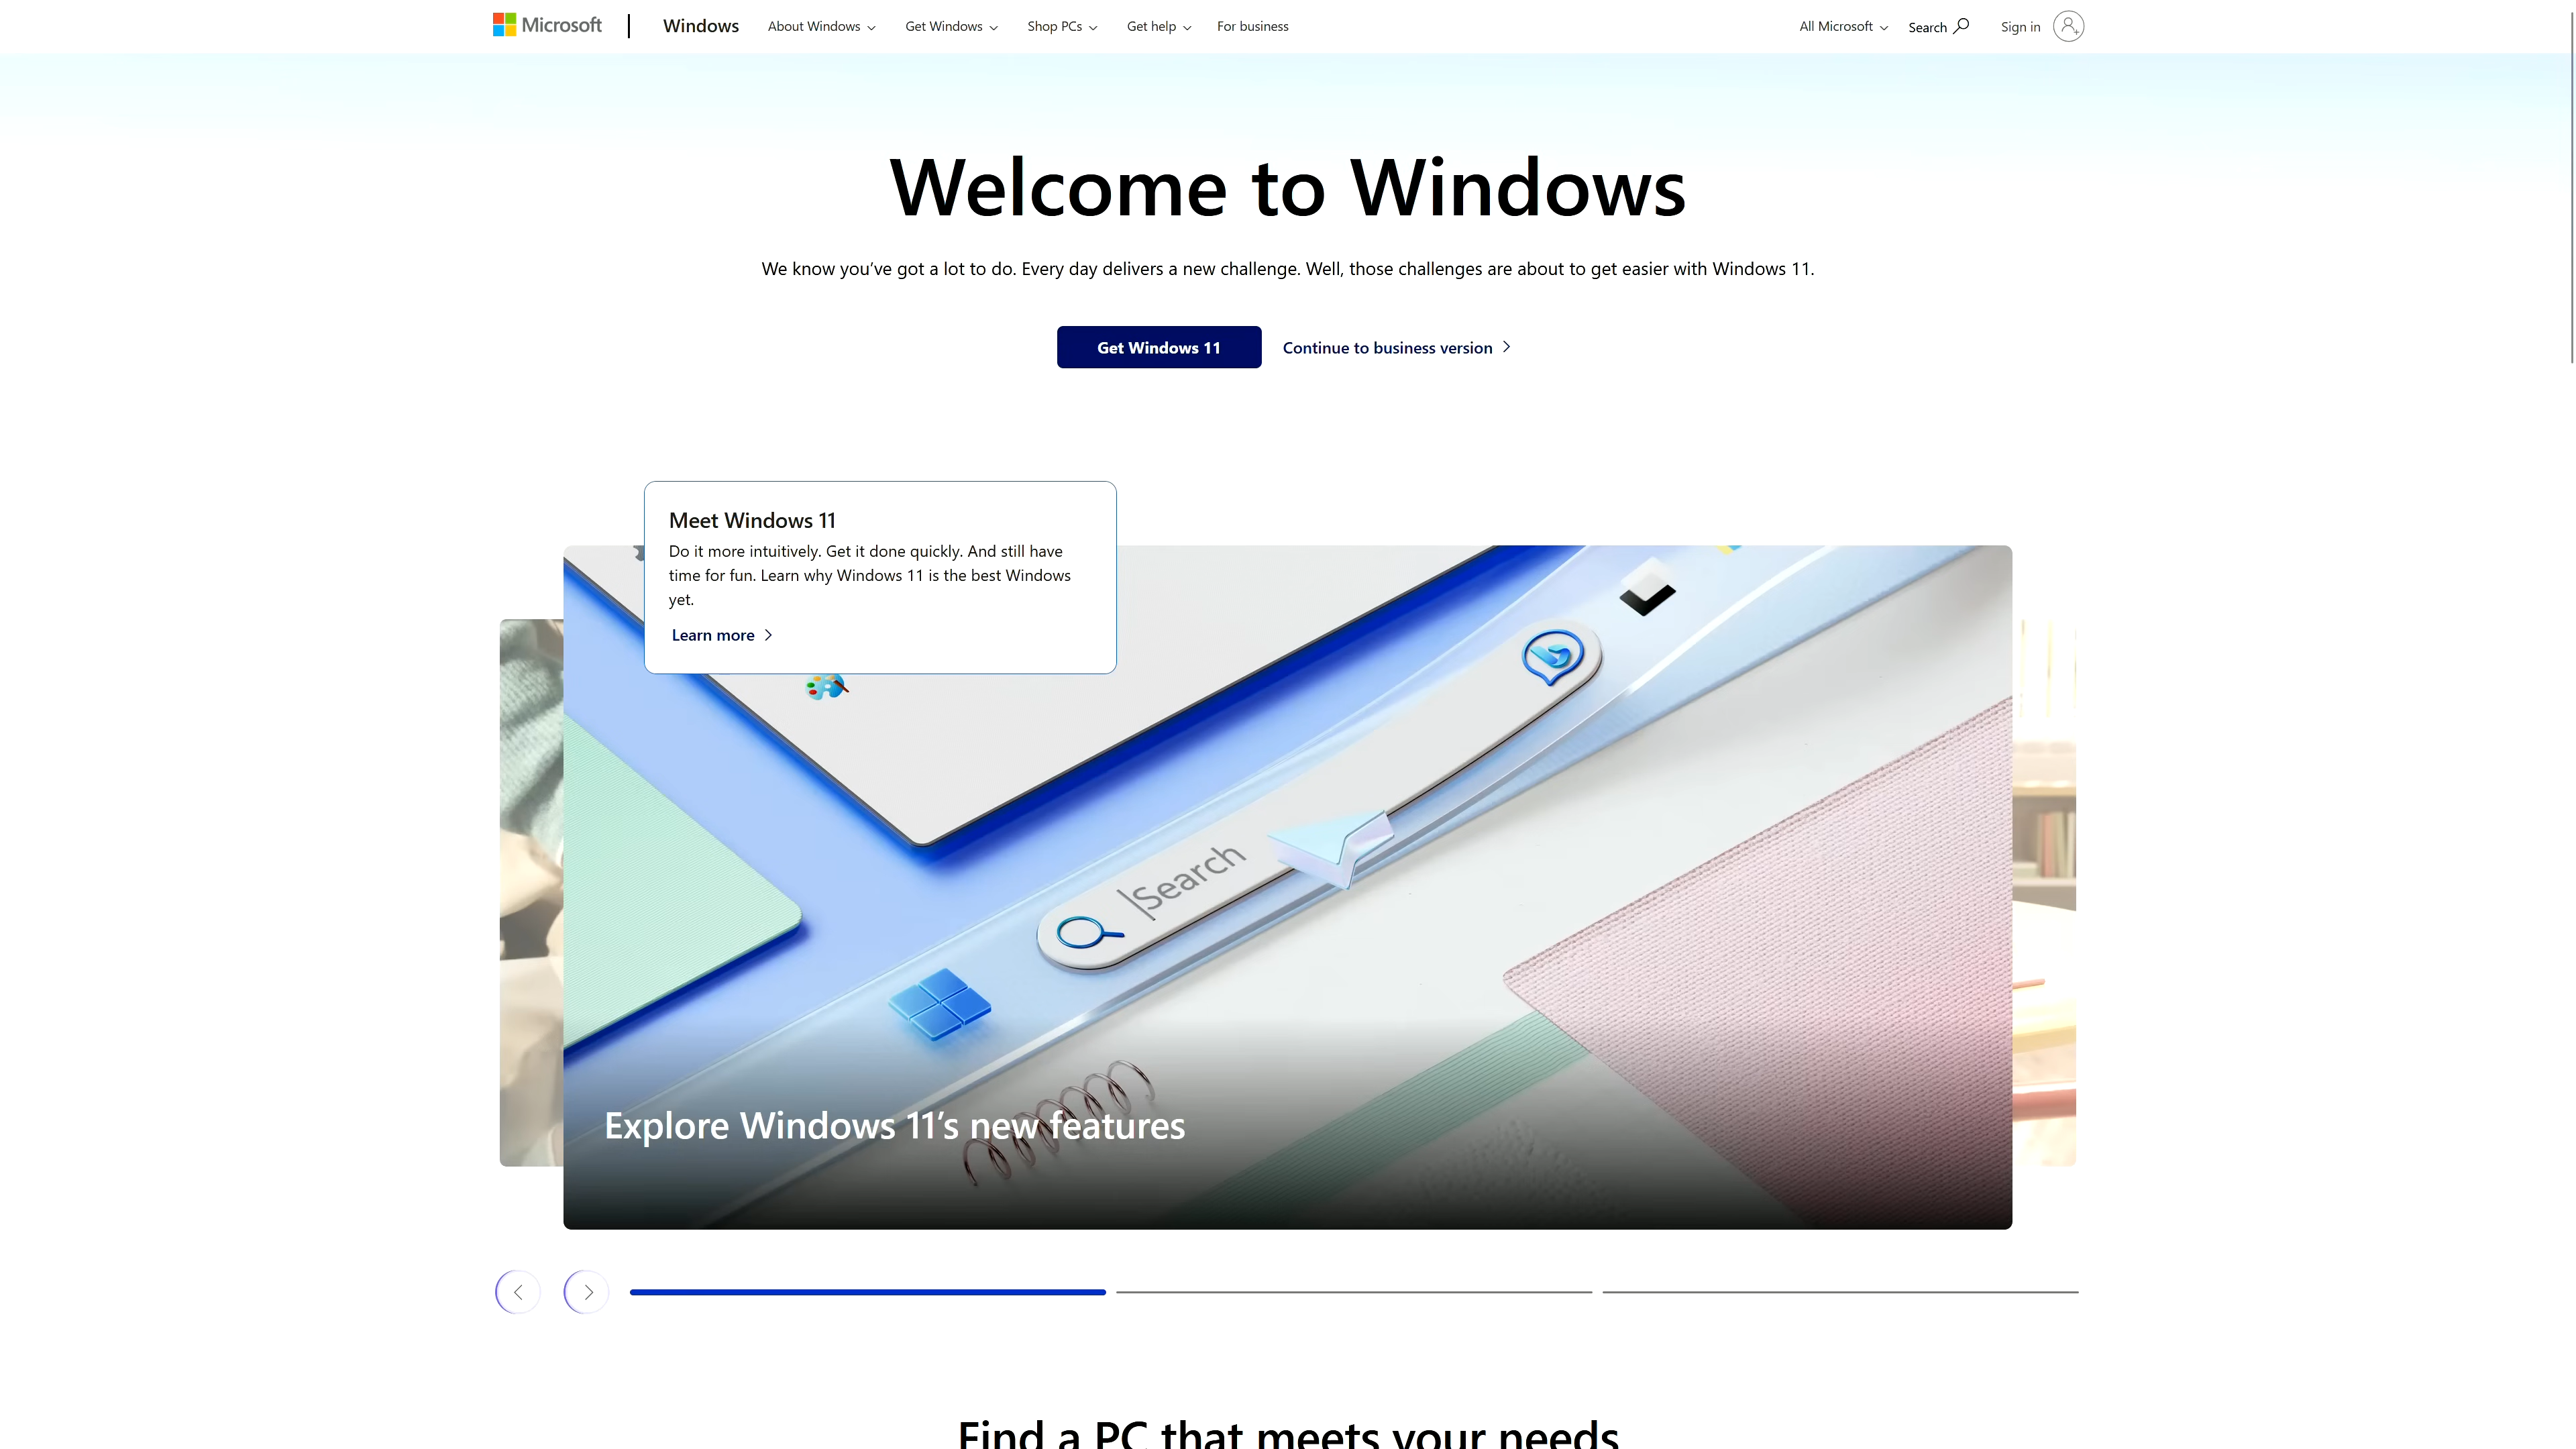 Microsoft
Windows
About Windows
Get Windows
Shop PCs
Get help
For business
All Microsoft
Search
Sign in
Welcome to Windows
We know you’ve got a lot to do. Every day delivers a new challenge. Well, those challenges are about to get easier with Windows 11.
Get Windows 11
Continue to business version
Meet Windows 11
Do it more intuitively. Get it done quickly. And still have
time for fun. Learn why Windows 11 is the best Windows
yet.
Learn more
Search
Explore Windows 11’s new features
Find a PC that meets your needs